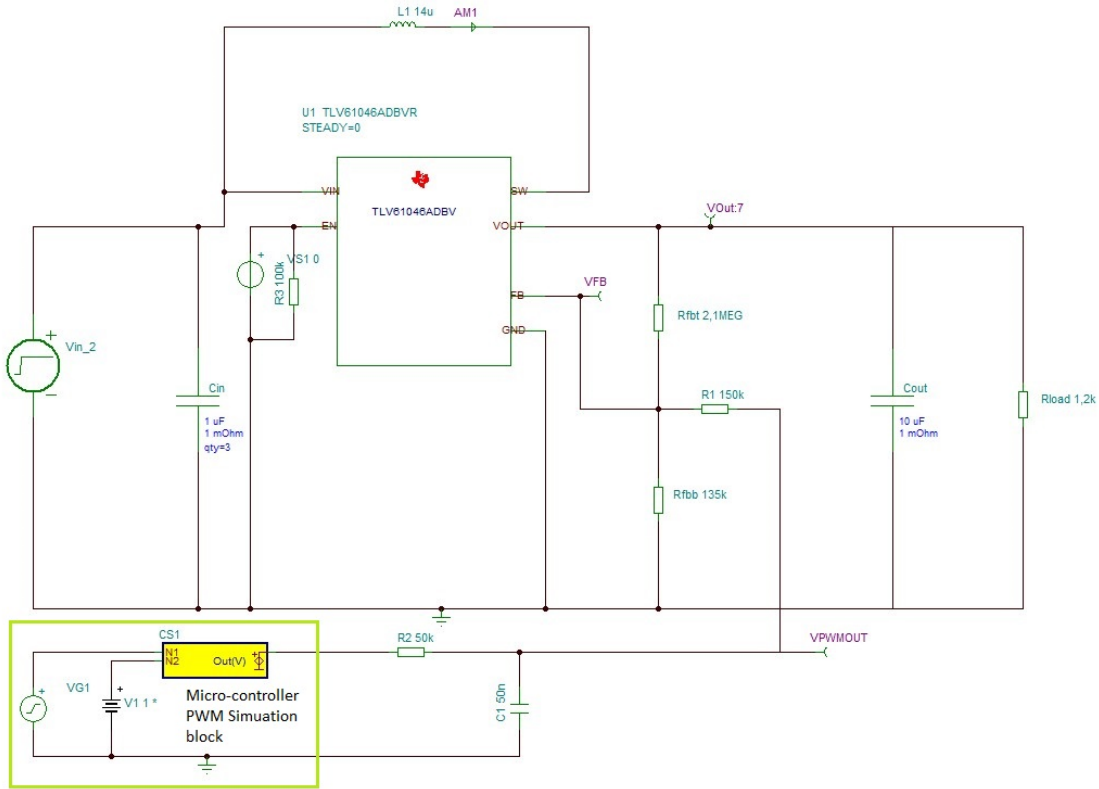 L1 14u
AM1
U1 TLV61046ADBVR
STEADY=0
VIN
SW
TLV61046ADBV
EN
VOUT
VOut:7
VS1 0
R3 100k
VFB
FB
GND
Rfbt 2,1MEG
Vin_2
Cin
1 uF
1 mOhm
qty=3
R1 150k
Cout
10 uF
1 mOhm
Rload 1,2k
Rfbb 135k
CS1
N1
N2
Out(V)
R2 50k
VPWMOUT
VG1
V1 1 *
Micro-controller
PWM Simuation
block
C1 50n